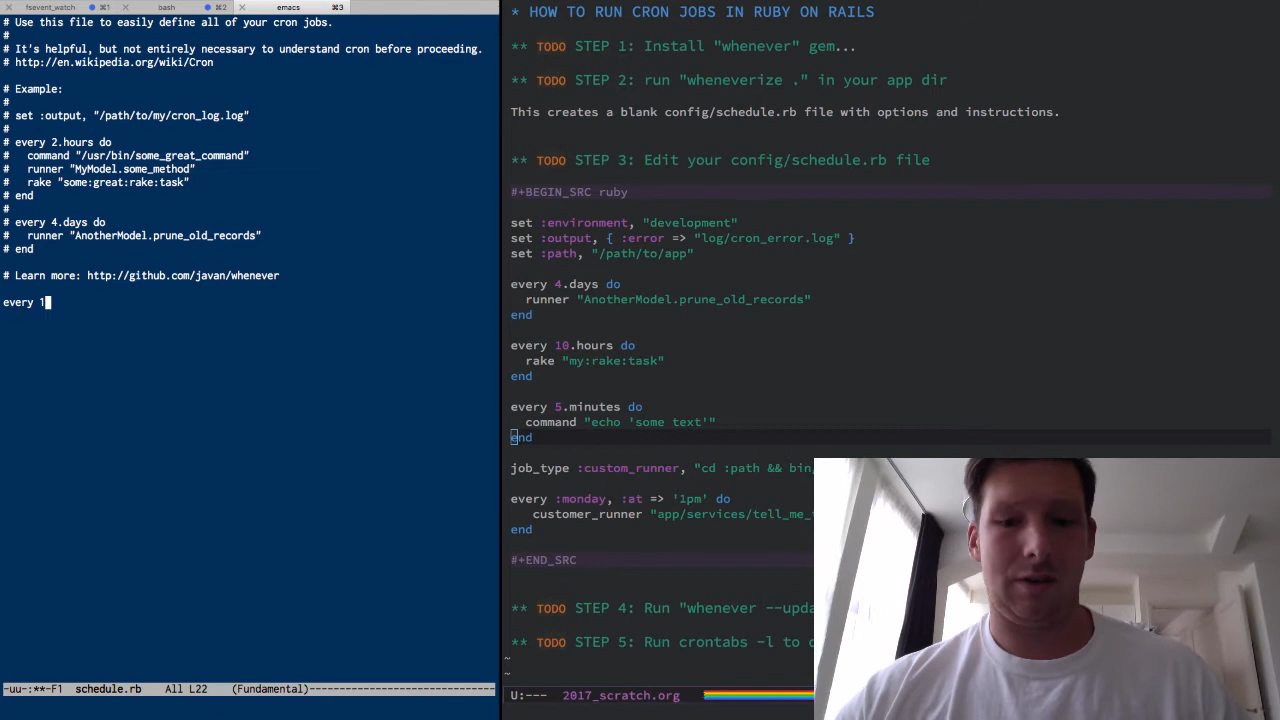 fsevent_watch ⌘1 bash ⌘2 emacs ⌘3
# Use this file to easily define all of your cron jobs.
#
# It's helpful, but not entirely necessary to understand cron before proceeding.
# http://en.wikipedia.org/wiki/Cron
# Example:
#
# set :output, "/path/to/my/cron_log.log"
#
# every 2.hours do
#   command "/usr/bin/some_great_command"
#   runner "MyModel.some_method"
#   rake "some:great:rake:task"
# end
#
# every 4.days do
#   runner "AnotherModel.prune_old_records"
# end
# Learn more: http://github.com/javan/whenever
every 1
-uu-:**-F1  schedule.rb   All L22   (Fundamental)
* HOW TO RUN CRON JOBS IN RUBY ON RAILS
** TODO STEP 1: Install "whenever" gem...
** TODO STEP 2: run "wheneverize ." in your app dir
This creates a blank config/schedule.rb file with options and instructions.
** TODO STEP 3: Edit your config/schedule.rb file
#+BEGIN_SRC ruby
set :environment, "development"
set :output, { :error => "log/cron_error.log" }
set :path, "/path/to/app"
every 4.days do
  runner "AnotherModel.prune_old_records"
end
every 10.hours do
  rake "my:rake:task"
end
every 5.minutes do
  command "echo 'some text'"
end
job_type :custom_runner, "cd :path && bin
every :monday, :at => '1pm' do
   customer_runner "app/services/tell_me_
end
#+END_SRC
** TODO STEP 4: Run "whenever --upda
** TODO STEP 5: Run crontabs -l to
~
~
U:---  2017_scratch.org